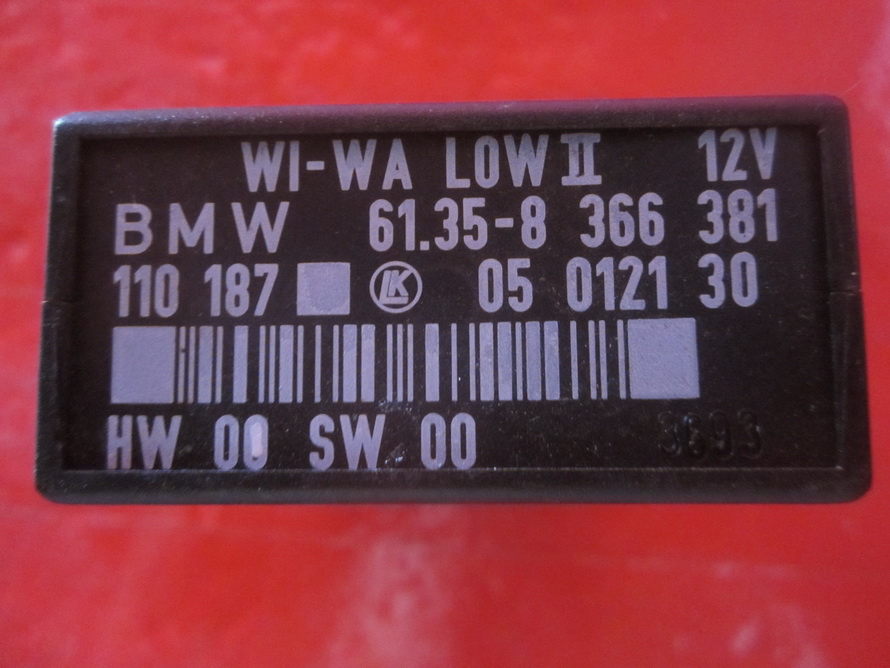 WI-WA LOW II 12V
BMW 61.35-8 366 381
110 187 LK 05 0121 30
HW 00 SW 00